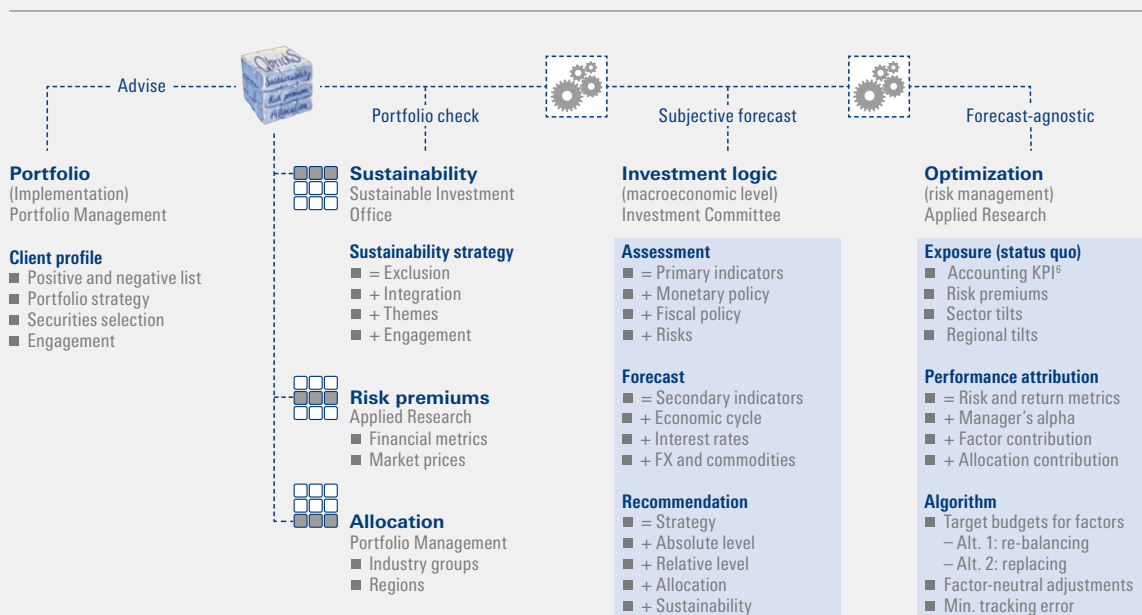 Advise
Qbrics
Sustainability
Risk premiums
Allocation
Portfolio check
Subjective forecast
Forecast-agnostic
Portfolio
(Implementation)
Portfolio Management
Client profile
Positive and negative list
Portfolio strategy
Securities selection
Engagement
Sustainability
Sustainable Investment
Office
Sustainability strategy
= Exclusion
+ Integration
+ Themes
+ Engagement
Risk premiums
Applied Research
Financial metrics
Market prices
Allocation
Portfolio Management
Industry groups
Regions
Investment logic
(macroeconomic level)
Investment Committee
Assessment
= Primary indicators
+ Monetary policy
+ Fiscal policy
+ Risks
Forecast
= Secondary indicators
+ Economic cycle
+ Interest rates
+ FX and commodities
Recommendation
= Strategy
+ Absolute level
+ Relative level
+ Allocation
+ Sustainability
Optimization
(risk management)
Applied Research
Exposure (status quo)
Accounting KPI⁶
Risk premiums
Sector tilts
Regional tilts
Performance attribution
= Risk and return metrics
+ Manager's alpha
+ Factor contribution
+ Allocation contribution
Algorithm
Target budgets for factors
– Alt. 1: re-balancing
– Alt. 2: replacing
Factor-neutral adjustments
Min. tracking error